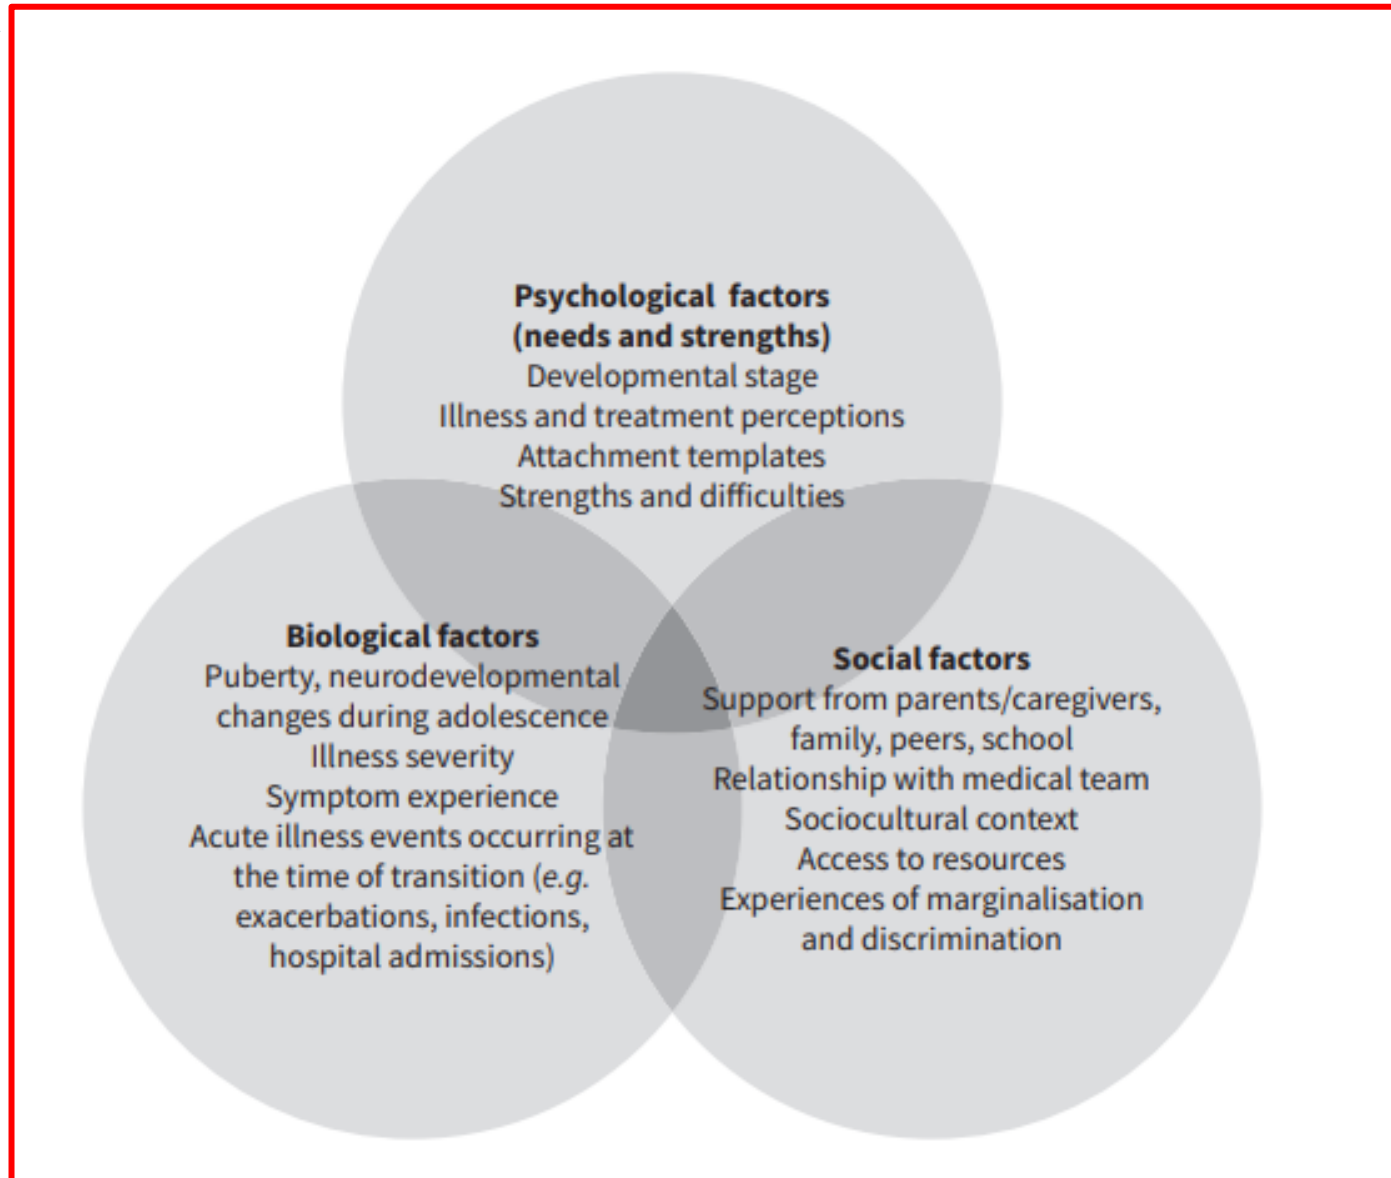 Psychological factors
(needs and strengths)
Developmental stage
Illness and treatment perceptions
Attachment templates
Strengths and difficulties
Biological factors
Puberty, neurodevelopmental
changes during adolescence
Illness severity
Symptom experience
Acute illness events occurring at
the time of transition (e.g.
exacerbations, infections,
hospital admissions)
Social factors
Support from parents/caregivers,
family, peers, school
Relationship with medical team
Sociocultural context
Access to resources
Experiences of marginalisation
and discrimination